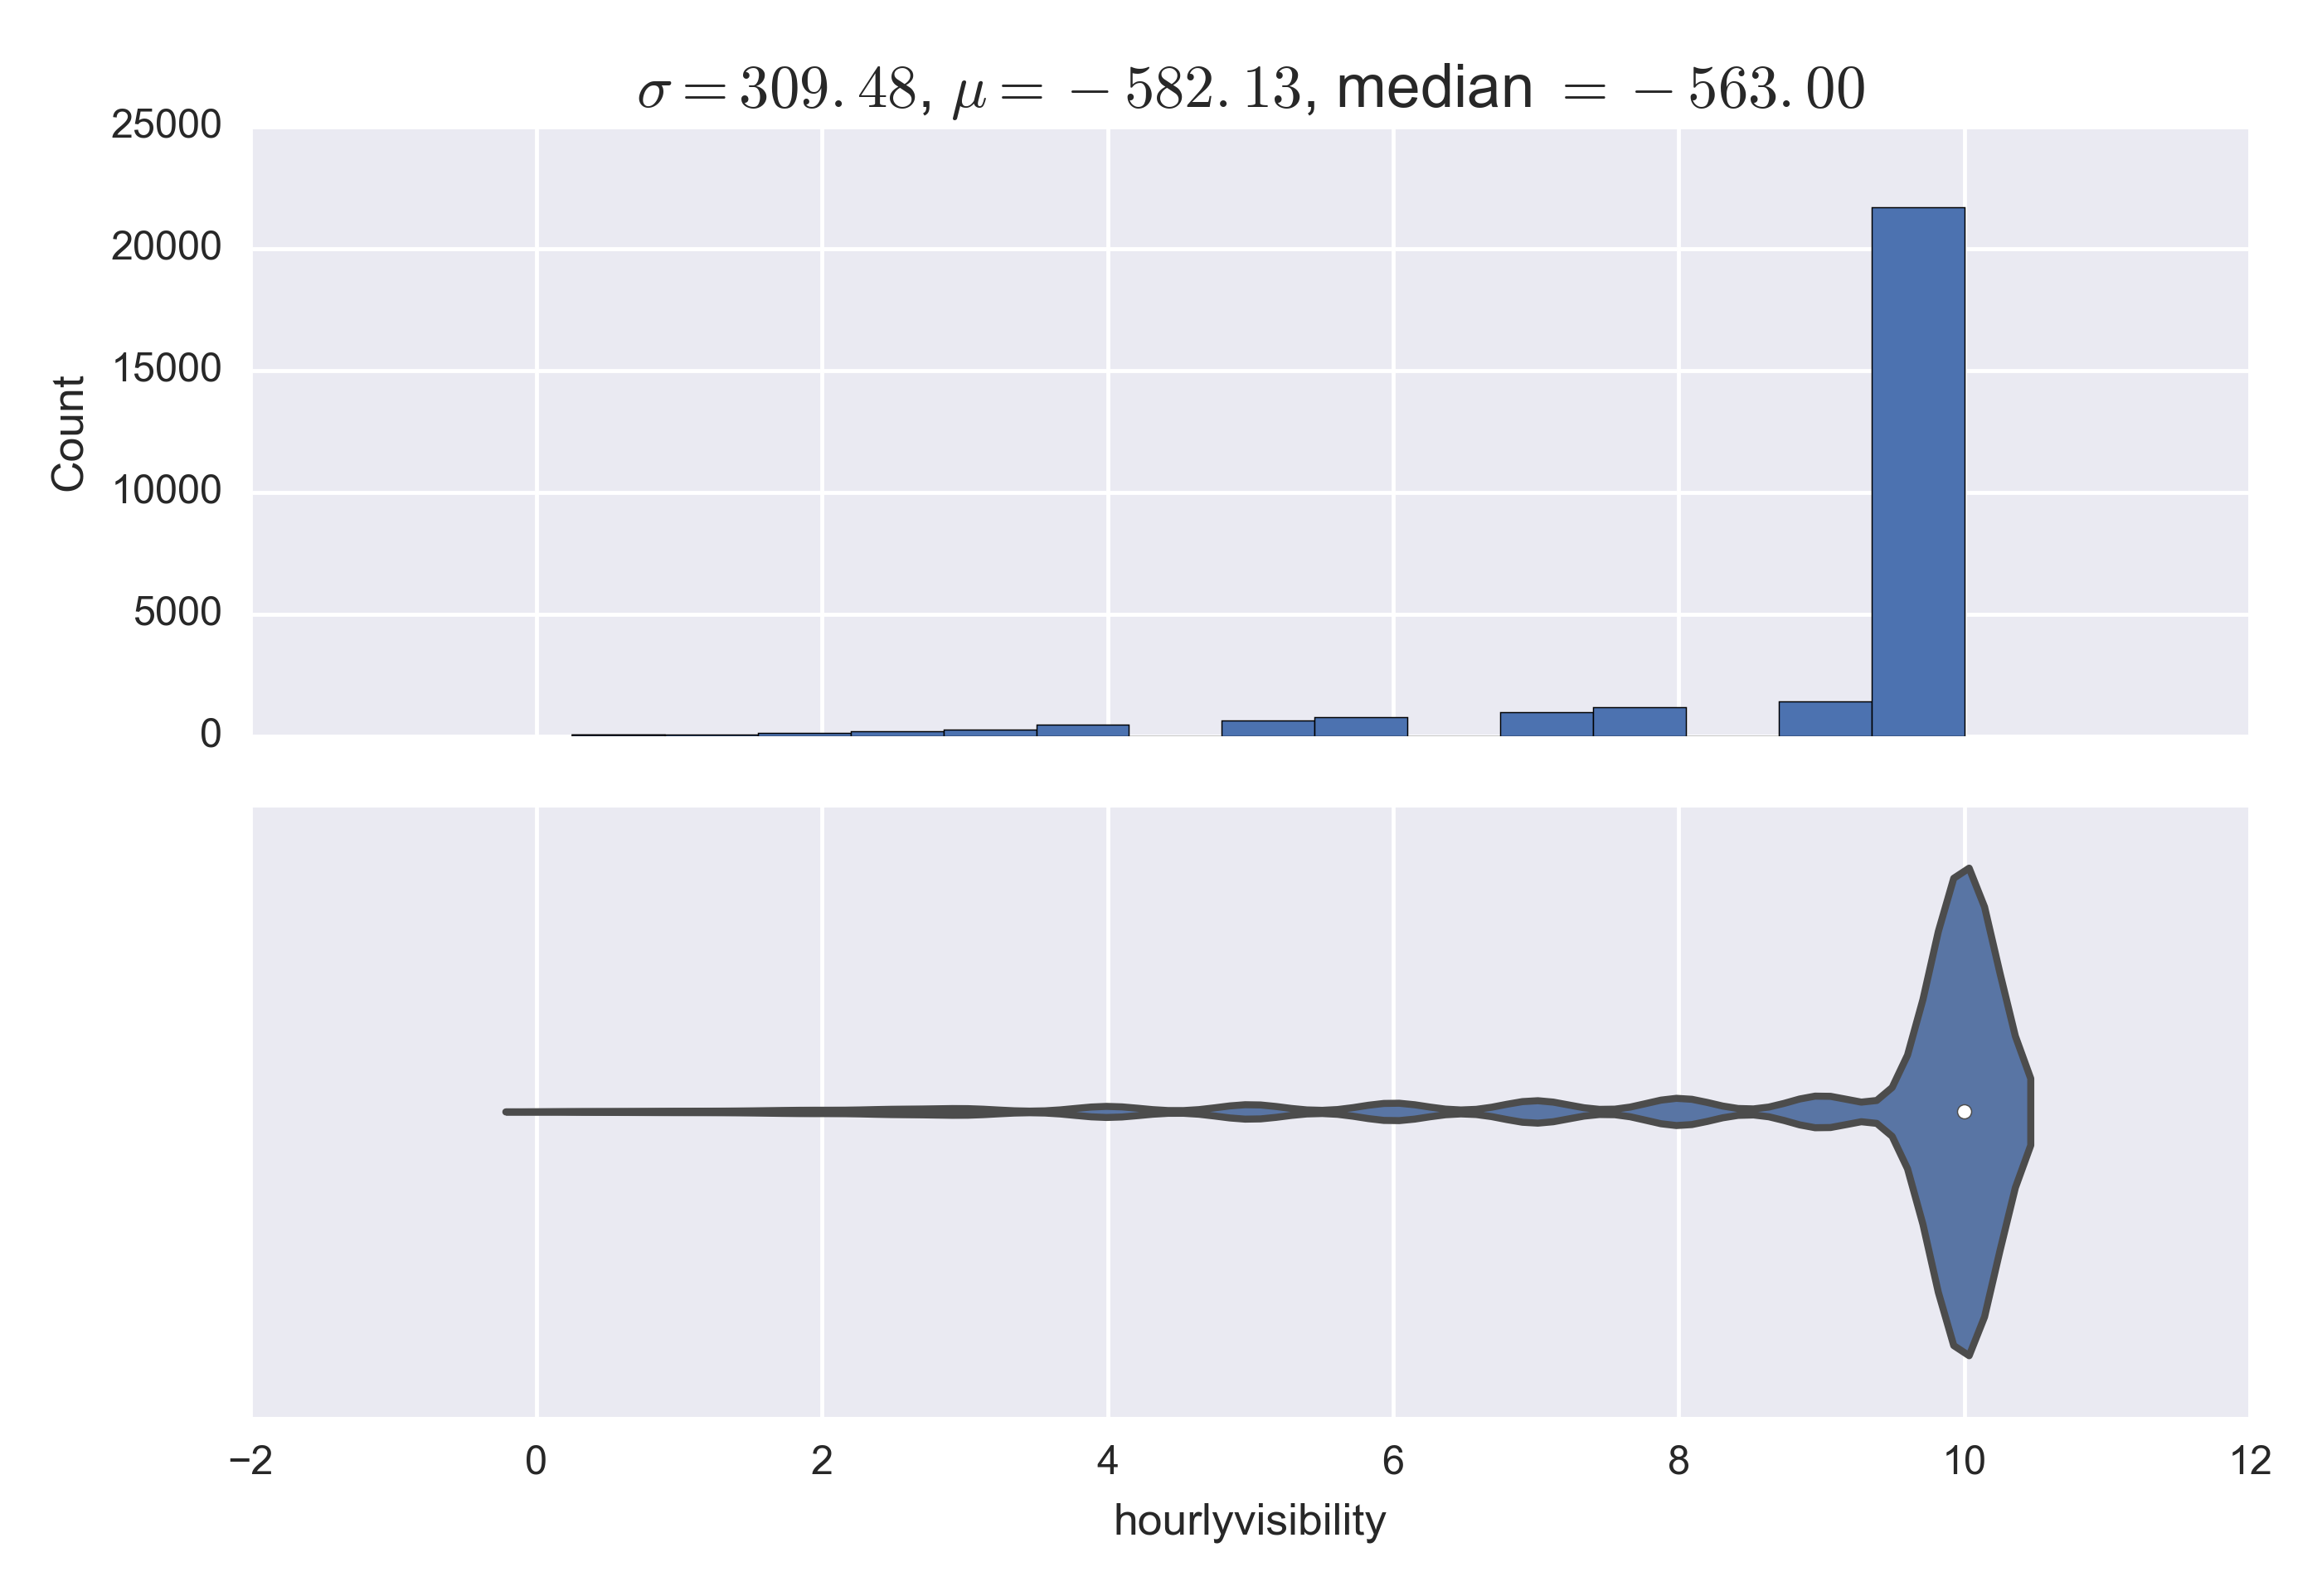 σ = 309.48, μ = −582.13, median = −563.00
25000
20000
15000
10000
5000
0
Count
−2 0 2 4 6 8 10 12
hourlyvisibility